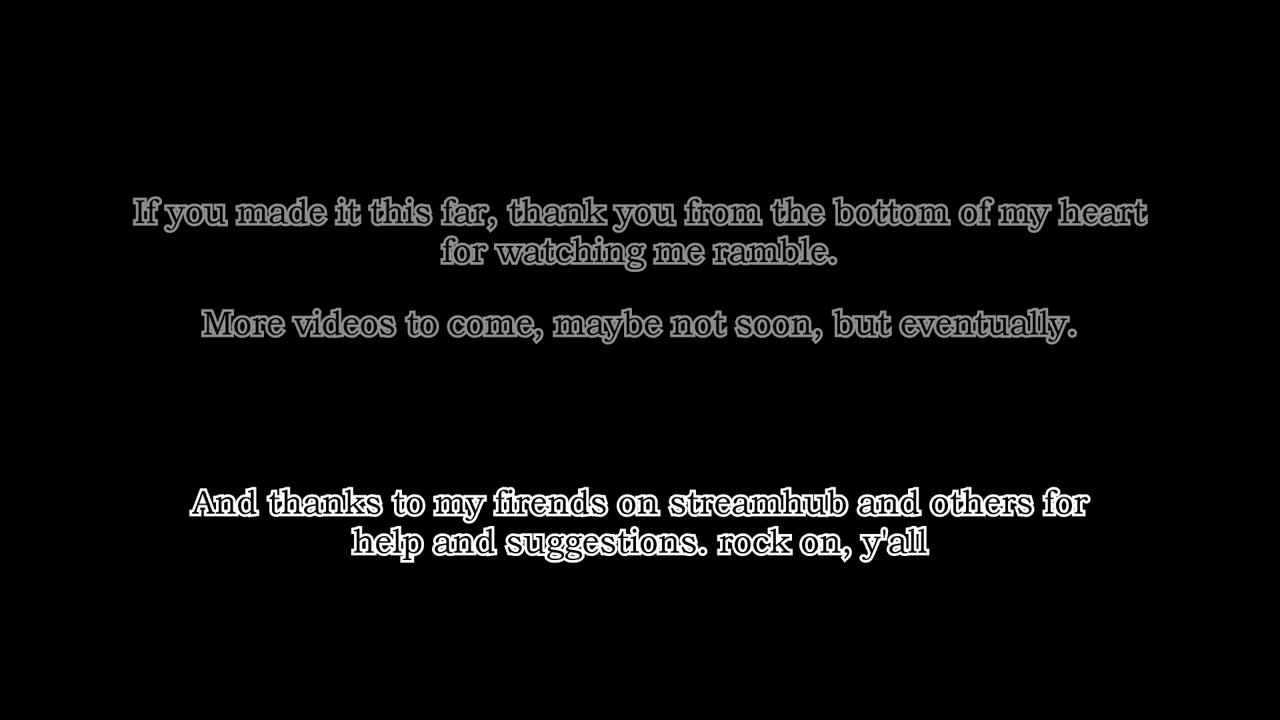 If you made it this far, thank you from the bottom of my heart
for watching me ramble.
More videos to come, maybe not soon, but eventually.
And thanks to my firends on streamhub and others for
help and suggestions. rock on, y'all